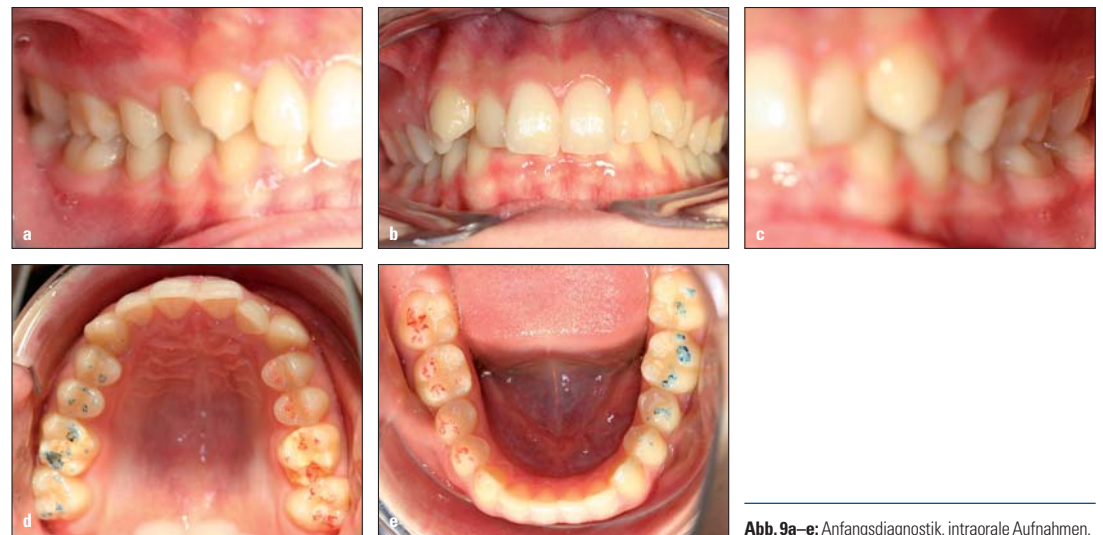 a
b
c
d
e
Abb. 9a–e: Anfangsdiagnostik, intraorale Aufnahmen.